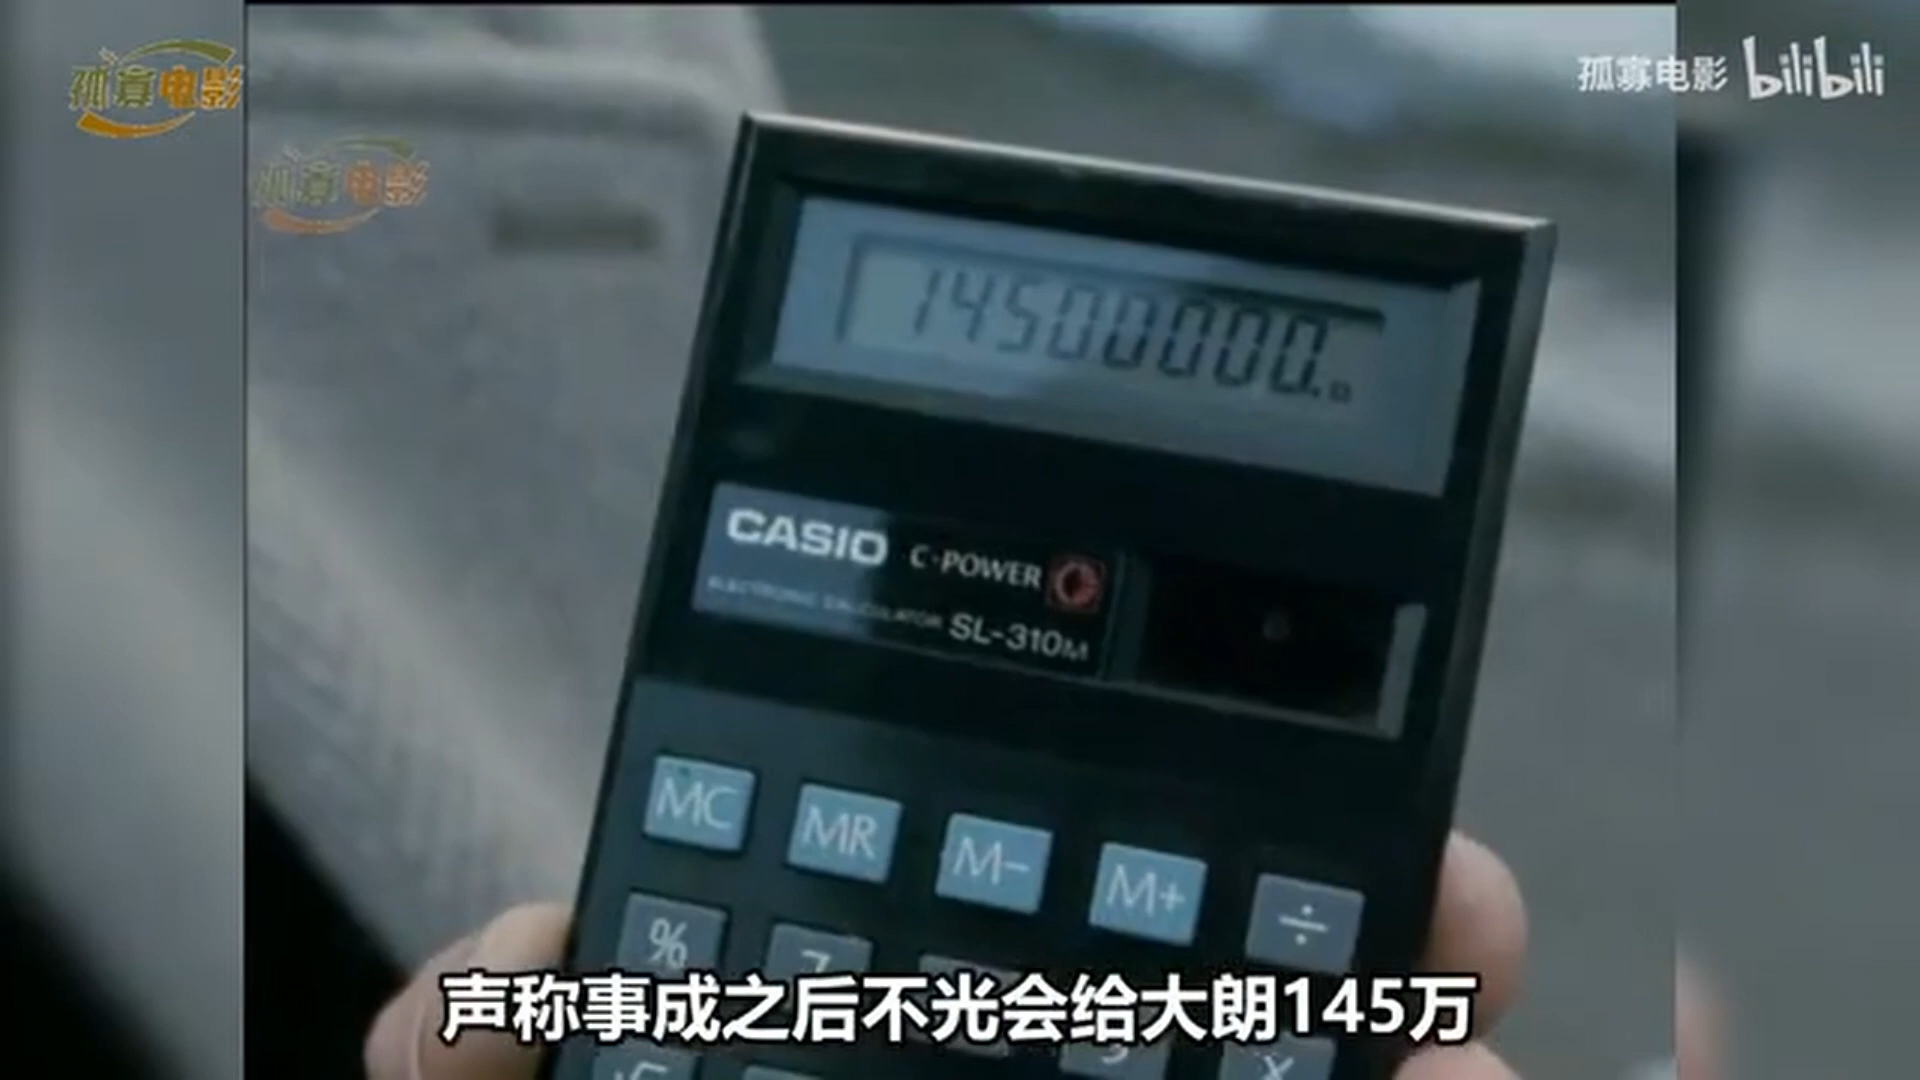 孤寡电影
孤寡电影 bilibili
孤寡电影
14500000.
CASIO C·POWER
ELECTRONIC CALCULATOR SL-310M
MC MR M− M+ ÷
% 7
声称事成之后不光会给大朗145万
3 ×
√